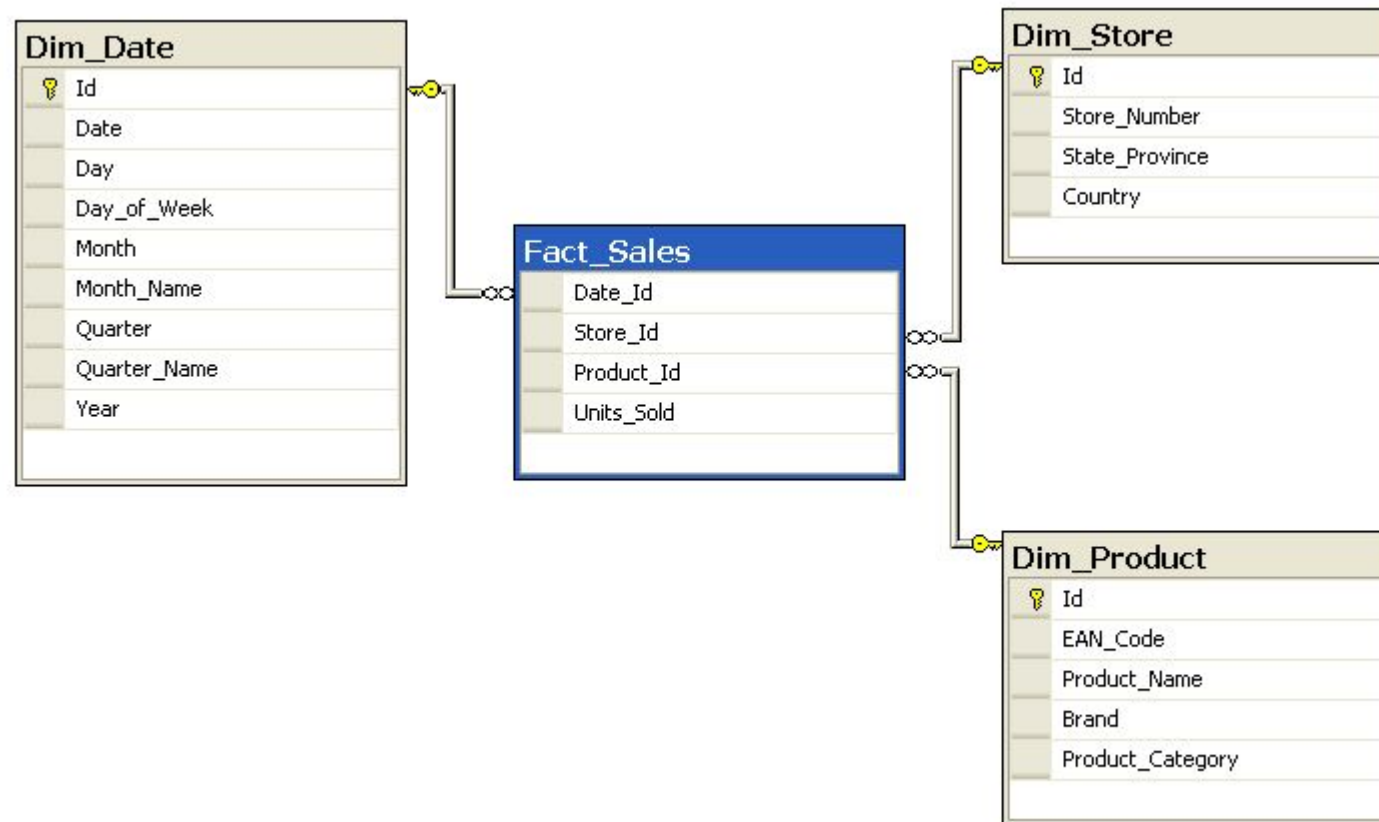 Dim_Date
Id
Date
Day
Day_of_Week
Month
Month_Name
Quarter
Quarter_Name
Year
Fact_Sales
Date_Id
Store_Id
Product_Id
Units_Sold
Dim_Store
Id
Store_Number
State_Province
Country
Dim_Product
Id
EAN_Code
Product_Name
Brand
Product_Category